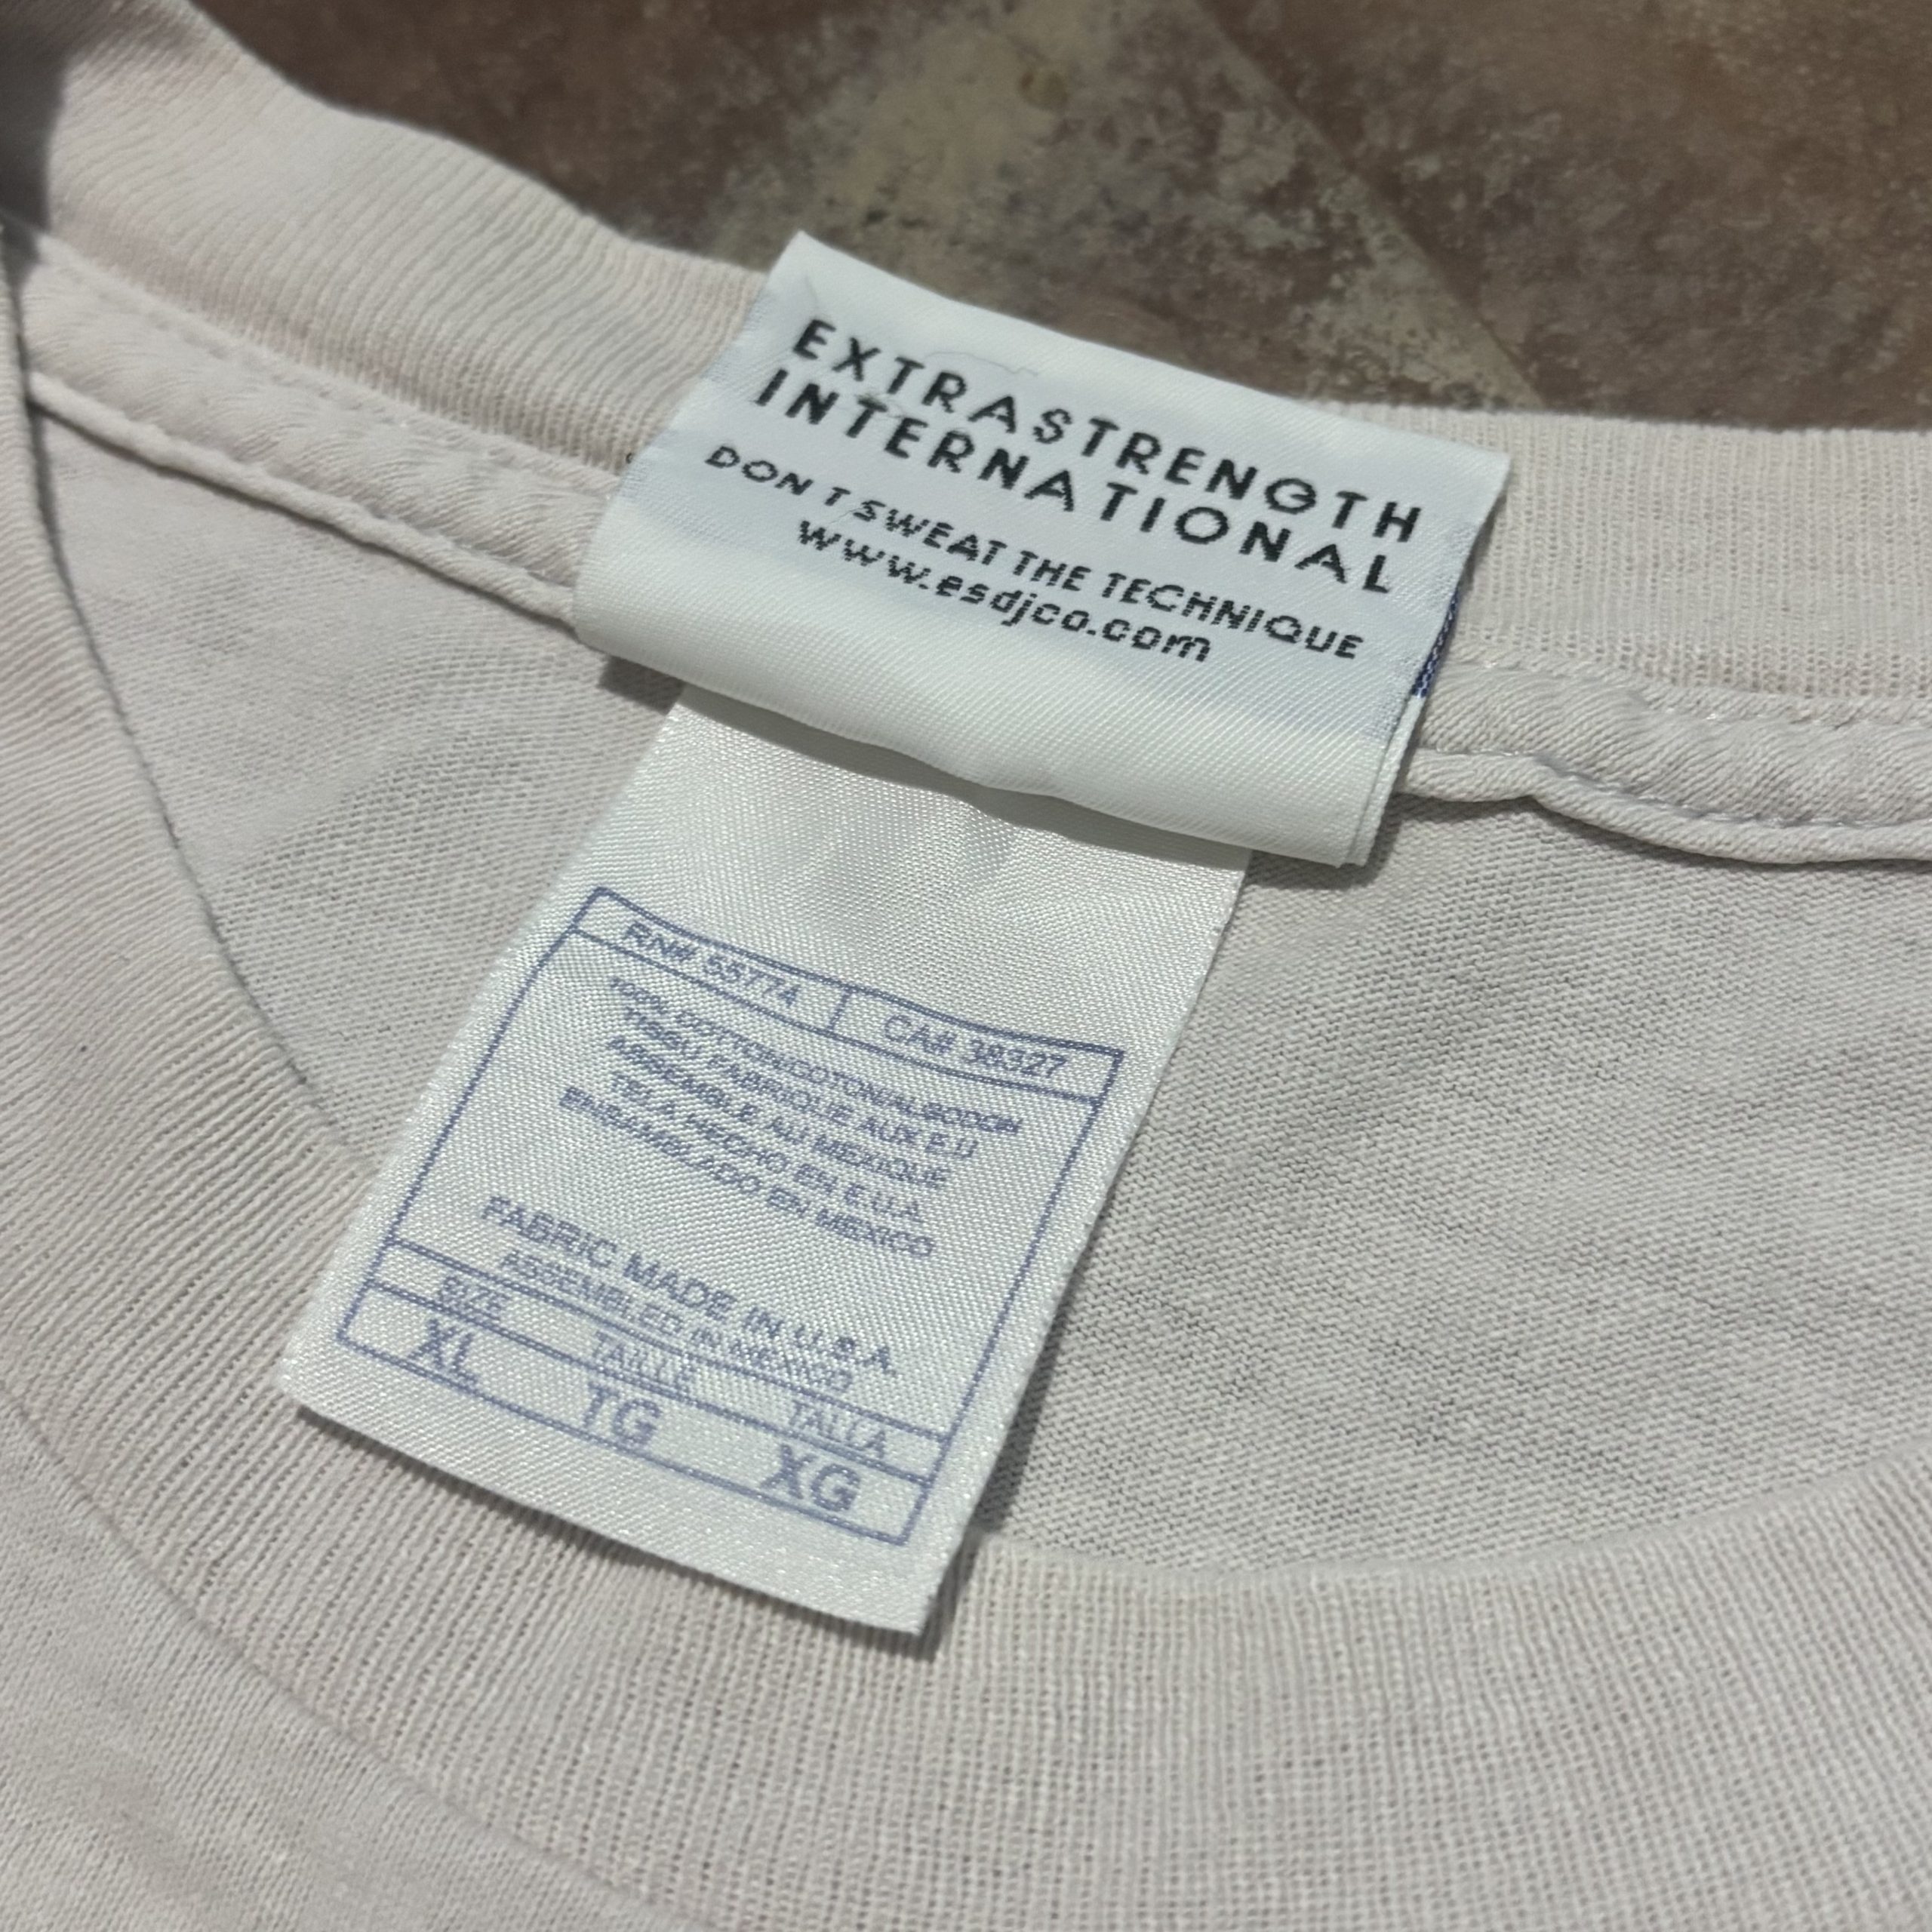 EXTRASTRENGTH
INTERNATIONAL
DON'T SWEAT THE TECHNIQUE
www.esdjco.com
RN# 55774 CA# 38327
100% COTTON/COTON/ALGODON
TISSU FABRIQUE AUX E.U
ASSEMBLE AU MEXIQUE
TELA HECHO EN E.U.A.
ENSAMBLADO EN MEXICO
FABRIC MADE IN U.S.A.
ASSEMBLED IN MEXICO
SIZE TAILLE TALLA
XL TG XG